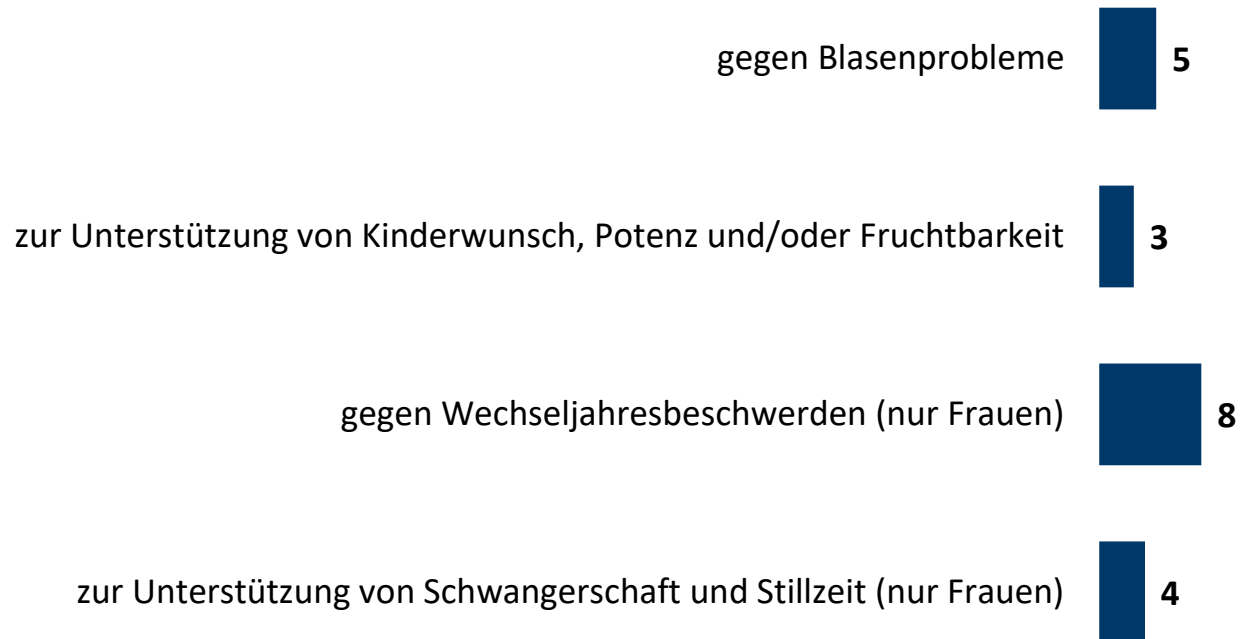 gegen Blasenprobleme 5
zur Unterstützung von Kinderwunsch, Potenz und/oder Fruchtbarkeit 3
gegen Wechseljahresbeschwerden (nur Frauen) 8
zur Unterstützung von Schwangerschaft und Stillzeit (nur Frauen) 4